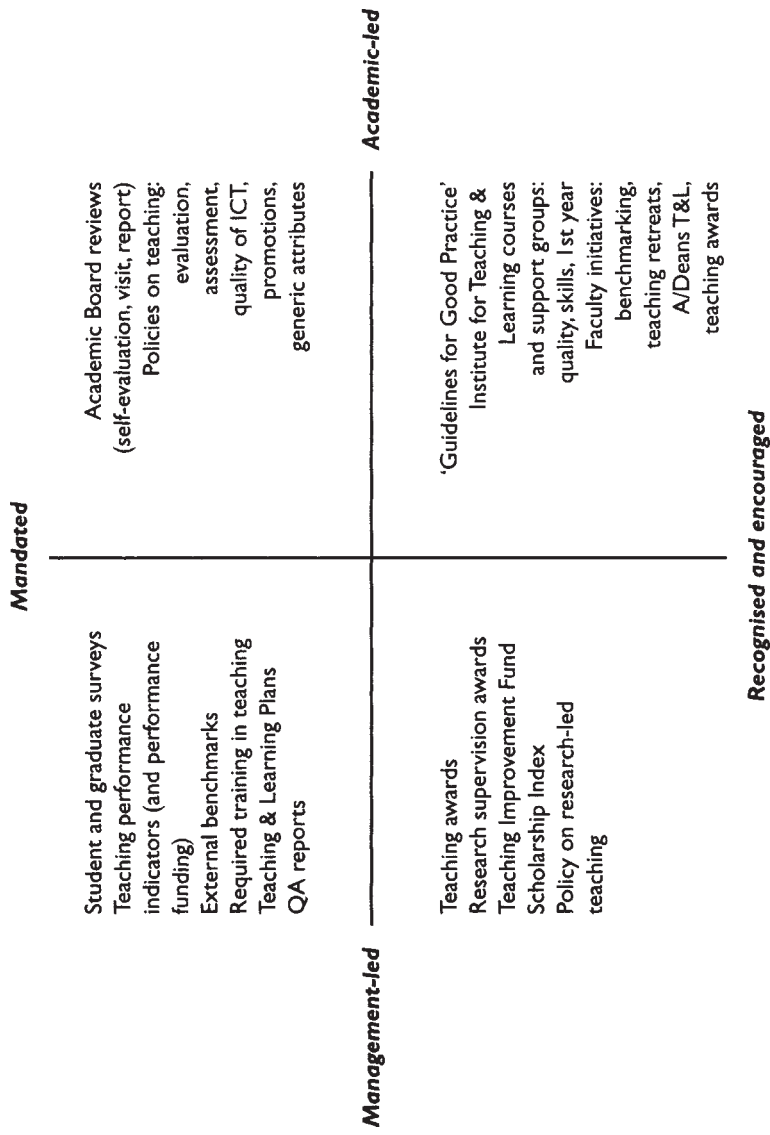 Mandated
Student and graduate surveys
Teaching performance
indicators (and performance
funding)
External benchmarks
Required training in teaching
Teaching & Learning Plans
QA reports
Academic Board reviews
(self-evaluation, visit, report)
Policies on teaching:
evaluation,
assessment,
quality of ICT,
promotions,
generic attributes
Management-led
Academic-led
Teaching awards
Research supervision awards
Teaching Improvement Fund
Scholarship Index
Policy on research-led
teaching
'Guidelines for Good Practice'
Institute for Teaching &
Learning courses
and support groups:
quality, skills, 1st year
Faculty initiatives:
benchmarking,
teaching retreats,
A/Deans T&L,
teaching awards
Recognised and encouraged